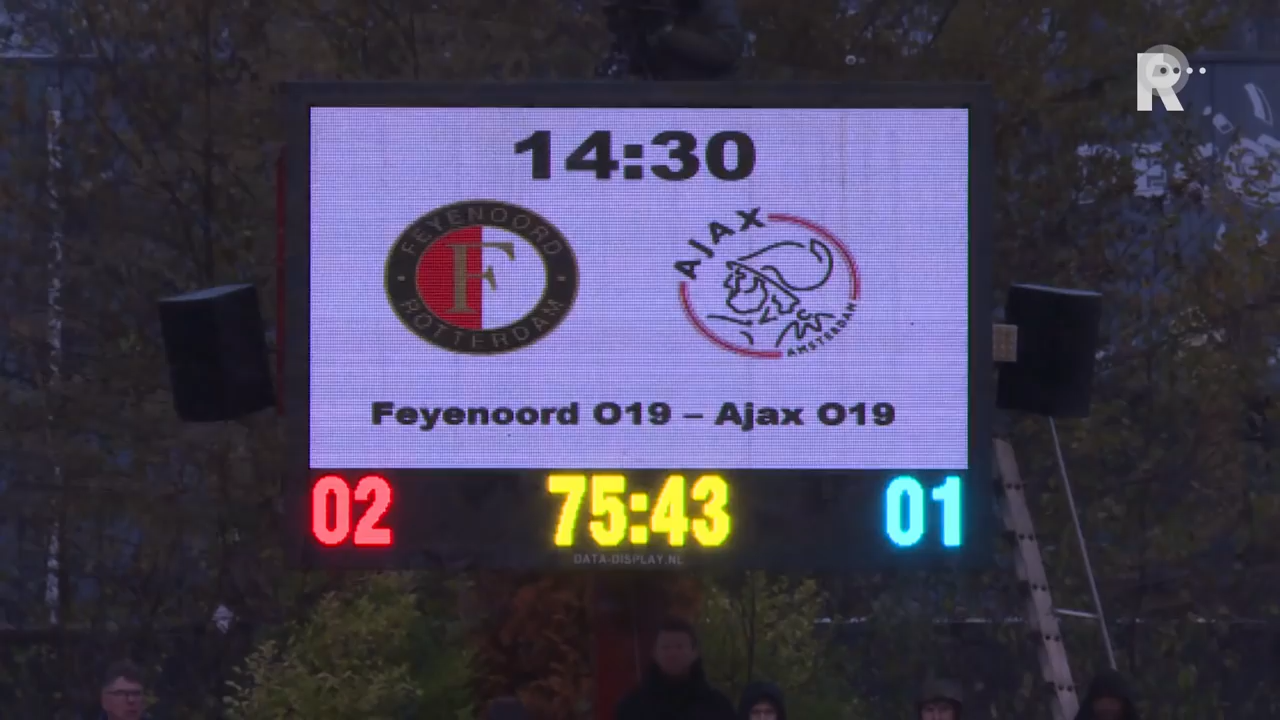 R
14:30
FEYENOORD
ROTTERDAM
F
AJAX
AMSTERDAM
Feyenoord O19 – Ajax O19
02 75:43 01
DATA-DISPLAY.NL